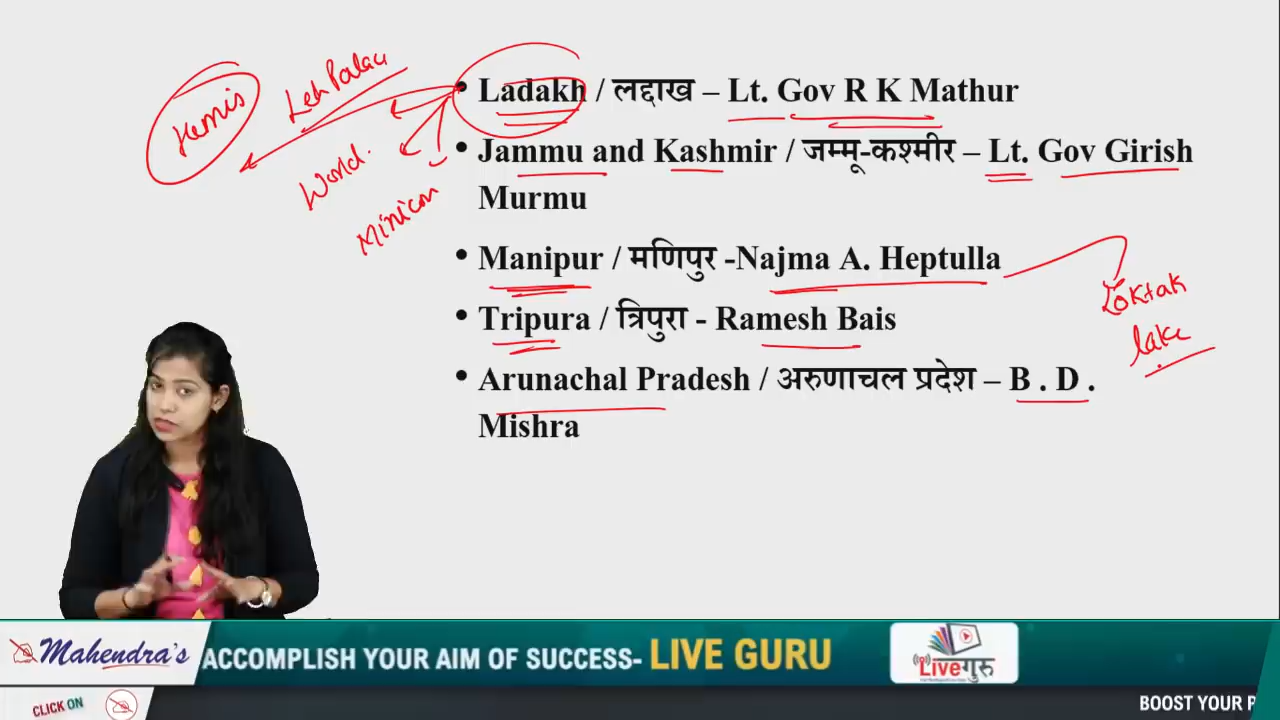 • Ladakh / लद्दाख – Lt. Gov R K Mathur
• Jammu and Kashmir / जम्मू-कश्मीर – Lt. Gov Girish
Murmu
• Manipur / मणिपुर -Najma A. Heptulla
• Tripura / त्रिपुरा - Ramesh Bais
• Arunachal Pradesh / अरुणाचल प्रदेश – B . D .
Mishra
Hemis
Leh Palace
World.
Loktak
lake
Mahendra's
ACCOMPLISH YOUR AIM OF SUCCESS- LIVE GURU
Liveगुरु
CLICK ON
BOOST YOUR P